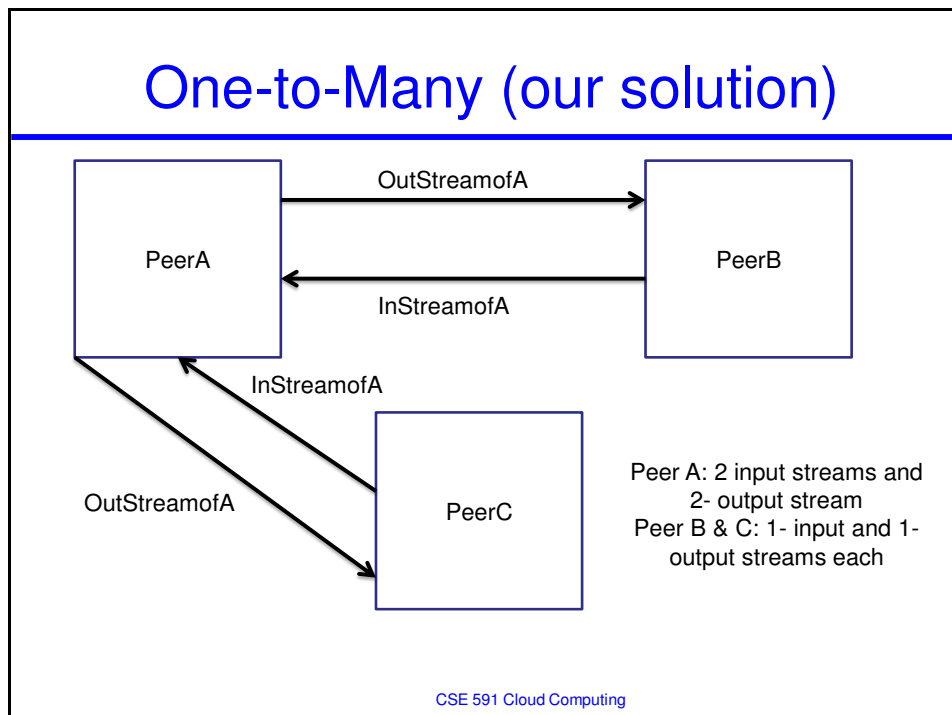 One-to-Many (our solution)
OutStreamofA
PeerA
PeerB
InStreamofA
InStreamofA
OutStreamofA
PeerC
Peer A: 2 input streams and
2- output stream
Peer B & C: 1- input and 1-
output streams each
CSE 591 Cloud Computing